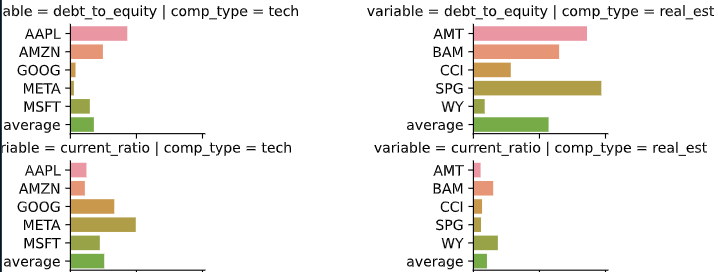 able = debt_to_equity | comp_type = tech
variable = debt_to_equity | comp_type = real_est
AAPL
AMZN
GOOG
META
MSFT
average
AMT
BAM
CCI
SPG
WY
average
riable = current_ratio | comp_type = tech
variable = current_ratio | comp_type = real_est
AAPL
AMZN
GOOG
META
MSFT
average
AMT
BAM
CCI
SPG
WY
average